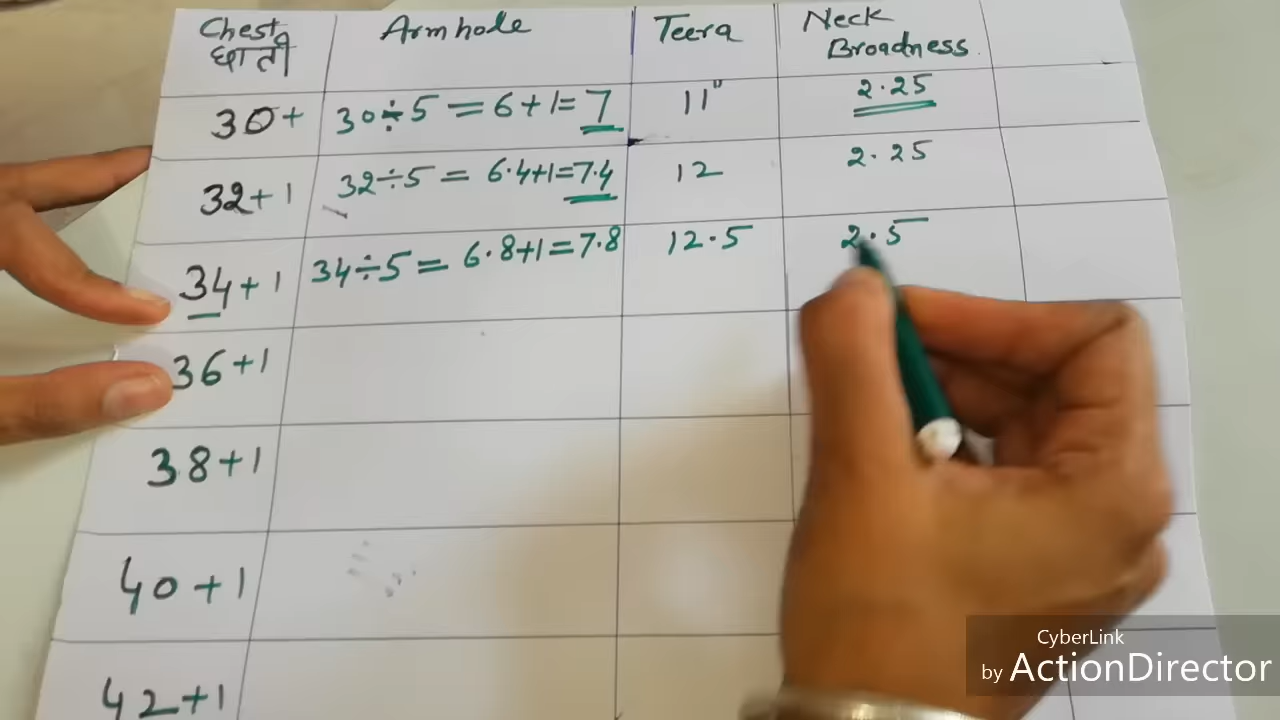 Chest Armhole Teera Neck
छाती Broadness
30+ 30÷5 = 6+1= 7 11" 2.25
32+1 32÷5 = 6.4+1=7.4 12 2.25
34+1 34÷5 = 6.8+1=7.8 12.5 2.5
36+1
38+1
40+1
42+1
CyberLink
by ActionDirector